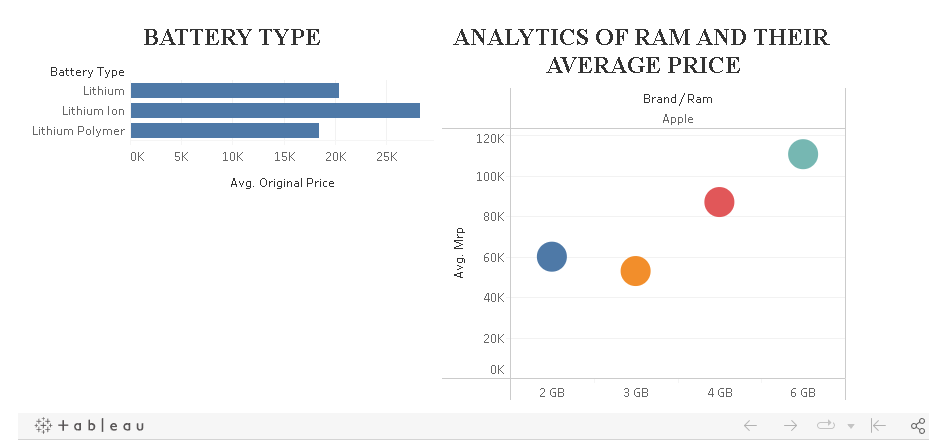 BATTERY TYPE
Battery Type
Lithium
Lithium Ion
Lithium Polymer
0K 5K 10K 15K 20K 25K
Avg. Original Price
ANALYTICS OF RAM AND THEIR
AVERAGE PRICE
Brand / Ram
Apple
120K
100K
80K
60K
40K
20K
0K
Avg. Mrp
2 GB 3 GB 4 GB 6 GB
+ a b l e a u